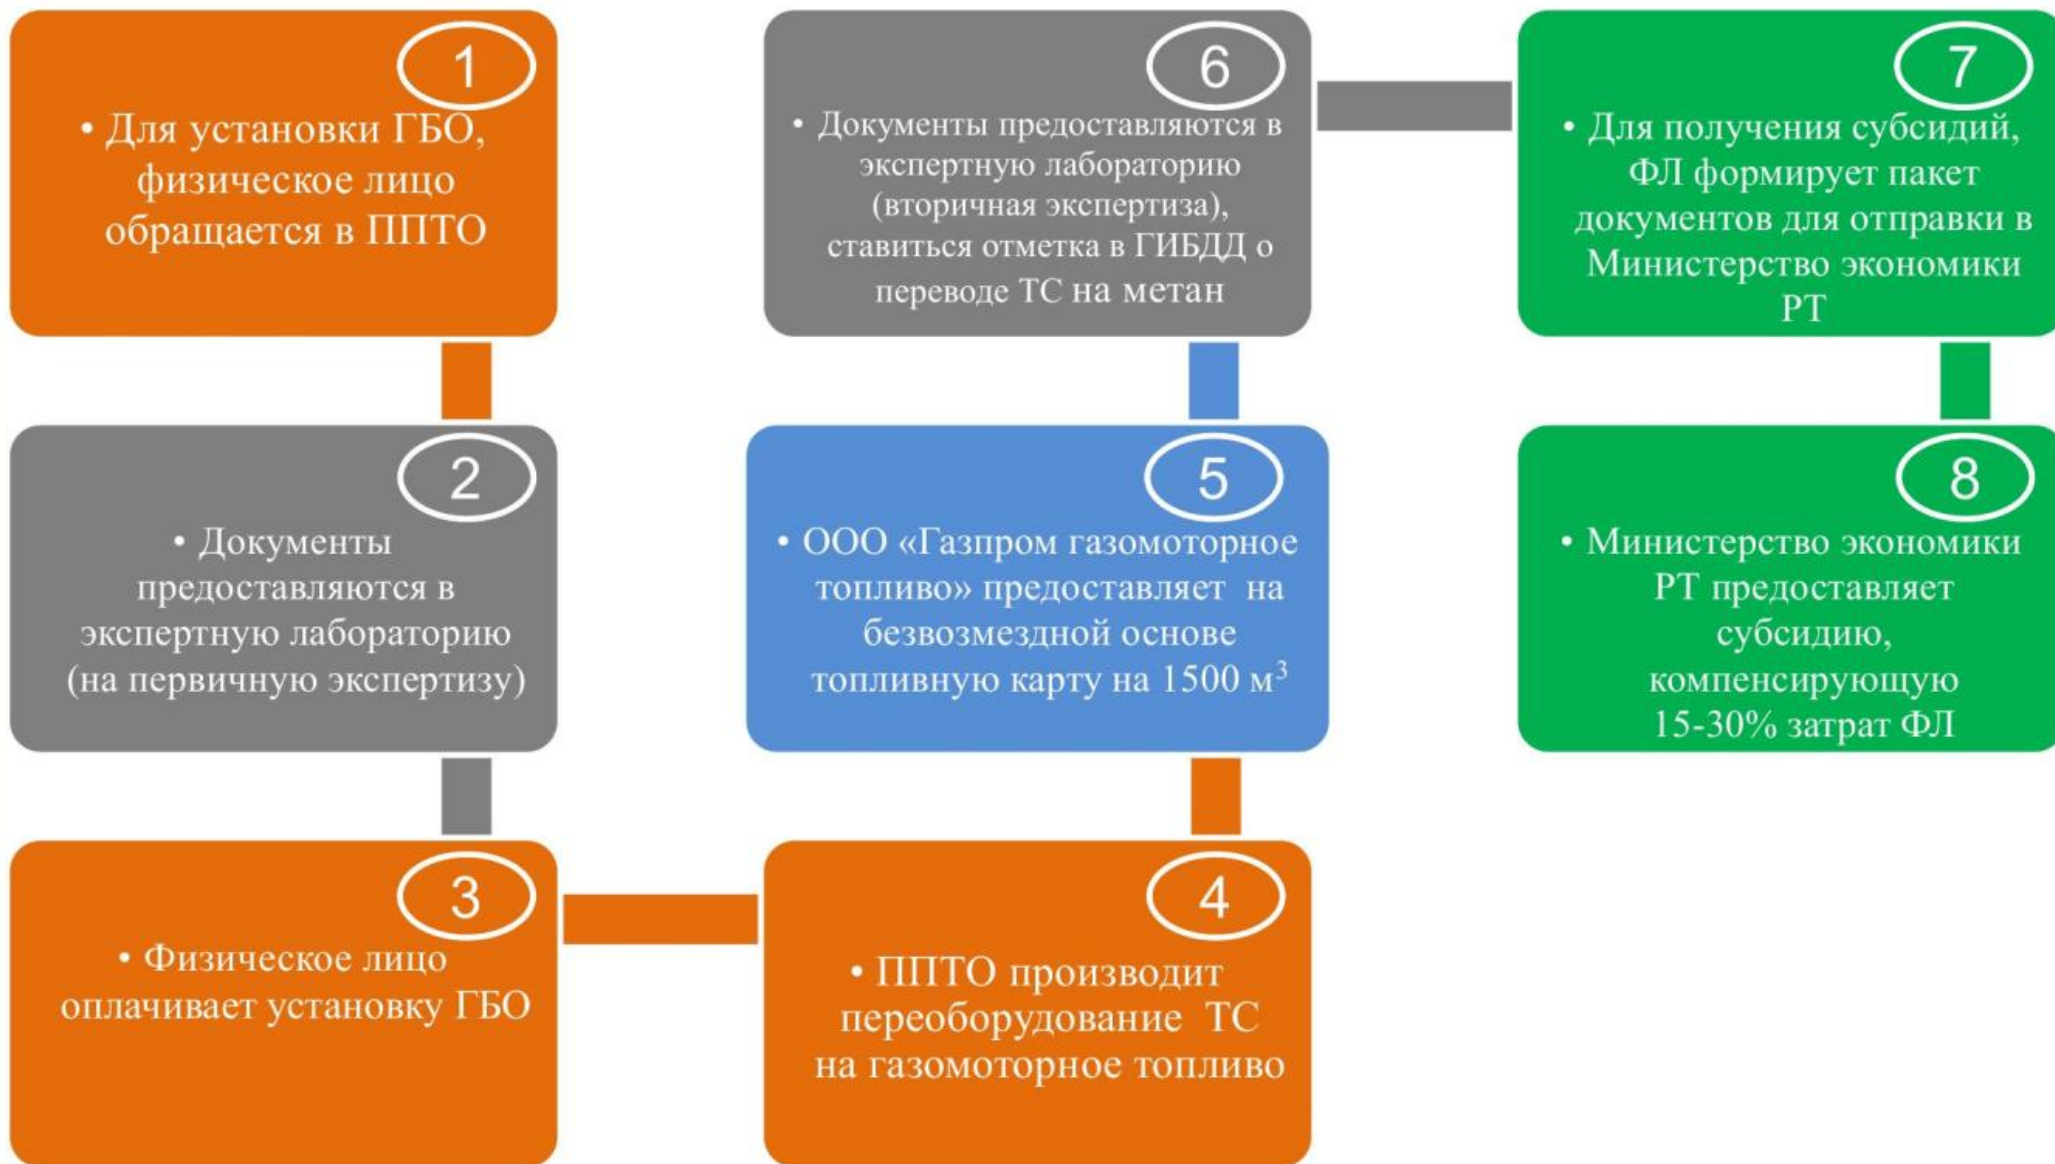 1
• Для установки ГБО,
физическое лицо
обращается в ППТО
2
• Документы
предоставляются в
экспертную лабораторию
(на первичную экспертизу)
3
• Физическое лицо
оплачивает установку ГБО
4
• ППТО производит
переоборудование ТС
на газомоторное топливо
5
• ООО «Газпром газомоторное
топливо» предоставляет на
безвозмездной основе
топливную карту на 1500 м³
6
• Документы предоставляются в
экспертную лабораторию
(вторичная экспертиза),
ставиться отметка в ГИБДД о
переводе ТС на метан
7
• Для получения субсидий,
ФЛ формирует пакет
документов для отправки в
Министерство экономики
РТ
8
• Министерство экономики
РТ предоставляет
субсидию,
компенсирующую
15-30% затрат ФЛ